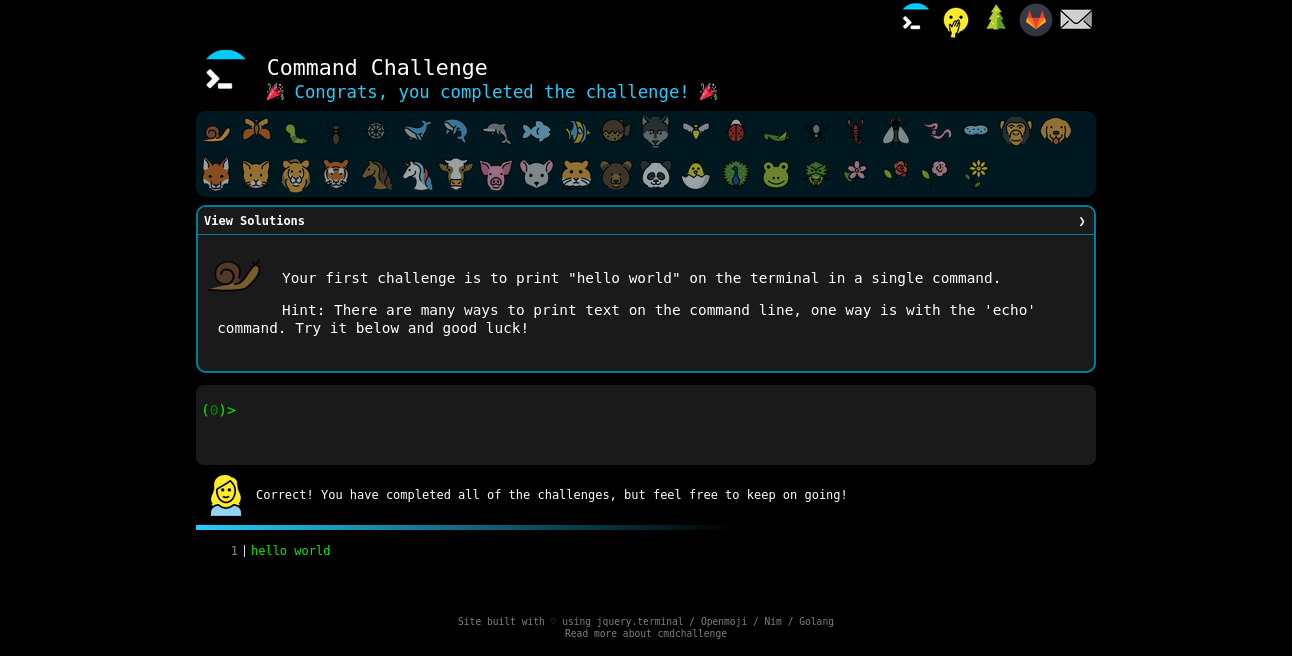 Command Challenge
🎉 Congrats, you completed the challenge! 🎉
View Solutions ❯
Your first challenge is to print "hello world" on the terminal in a single command.
Hint: There are many ways to print text on the command line, one way is with the 'echo'
command. Try it below and good luck!
(0)>
Correct! You have completed all of the challenges, but feel free to keep on going!
1 | hello world
Site built with ♡ using jquery.terminal / Openmoji / Nim / Golang
Read more about cmdchallenge